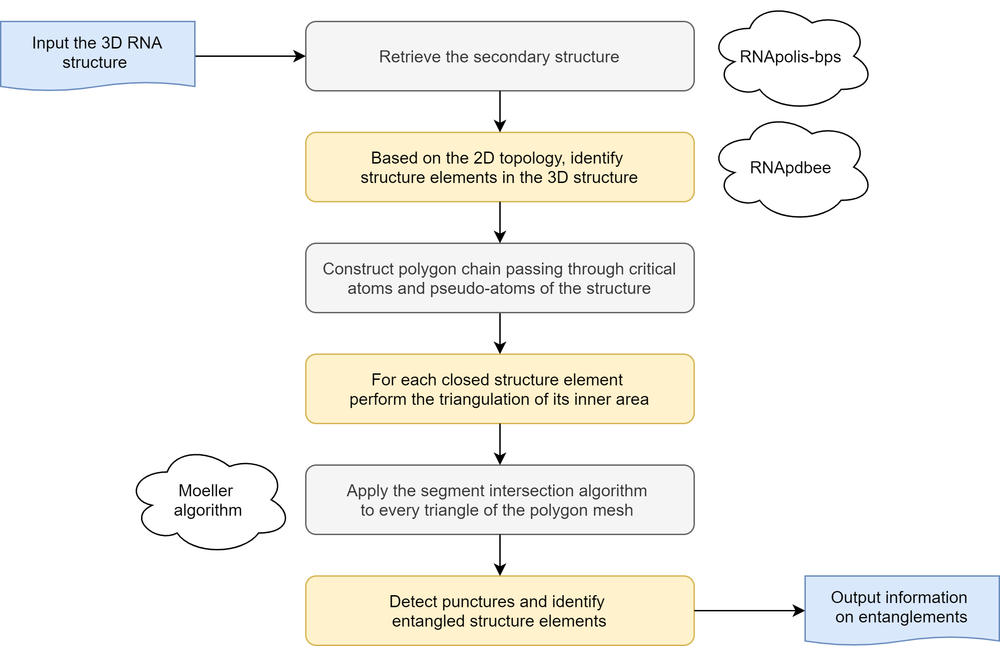 Input the 3D RNA
structure
Retrieve the secondary structure
RNApolis-bps
Based on the 2D topology, identify
structure elements in the 3D structure
RNApdbee
Construct polygon chain passing through critical
atoms and pseudo-atoms of the structure
For each closed structure element
perform the triangulation of its inner area
Moeller
algorithm
Apply the segment intersection algorithm
to every triangle of the polygon mesh
Detect punctures and identify
entangled structure elements
Output information
on entanglements